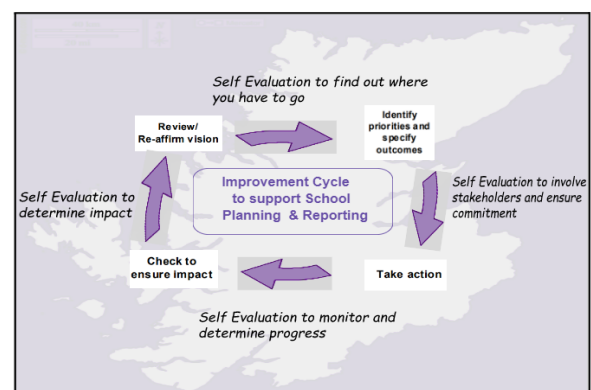 Self Evaluation to find out where
you have to go
Review/
Re-affirm vision
Identify
priorities and
specify
outcomes
Improvement Cycle
to support School
Planning & Reporting
Self Evaluation to
determine impact
Self Evaluation to involve
stakeholders and ensure
commitment
Check to
ensure impact
Take action
Self Evaluation to monitor and
determine progress